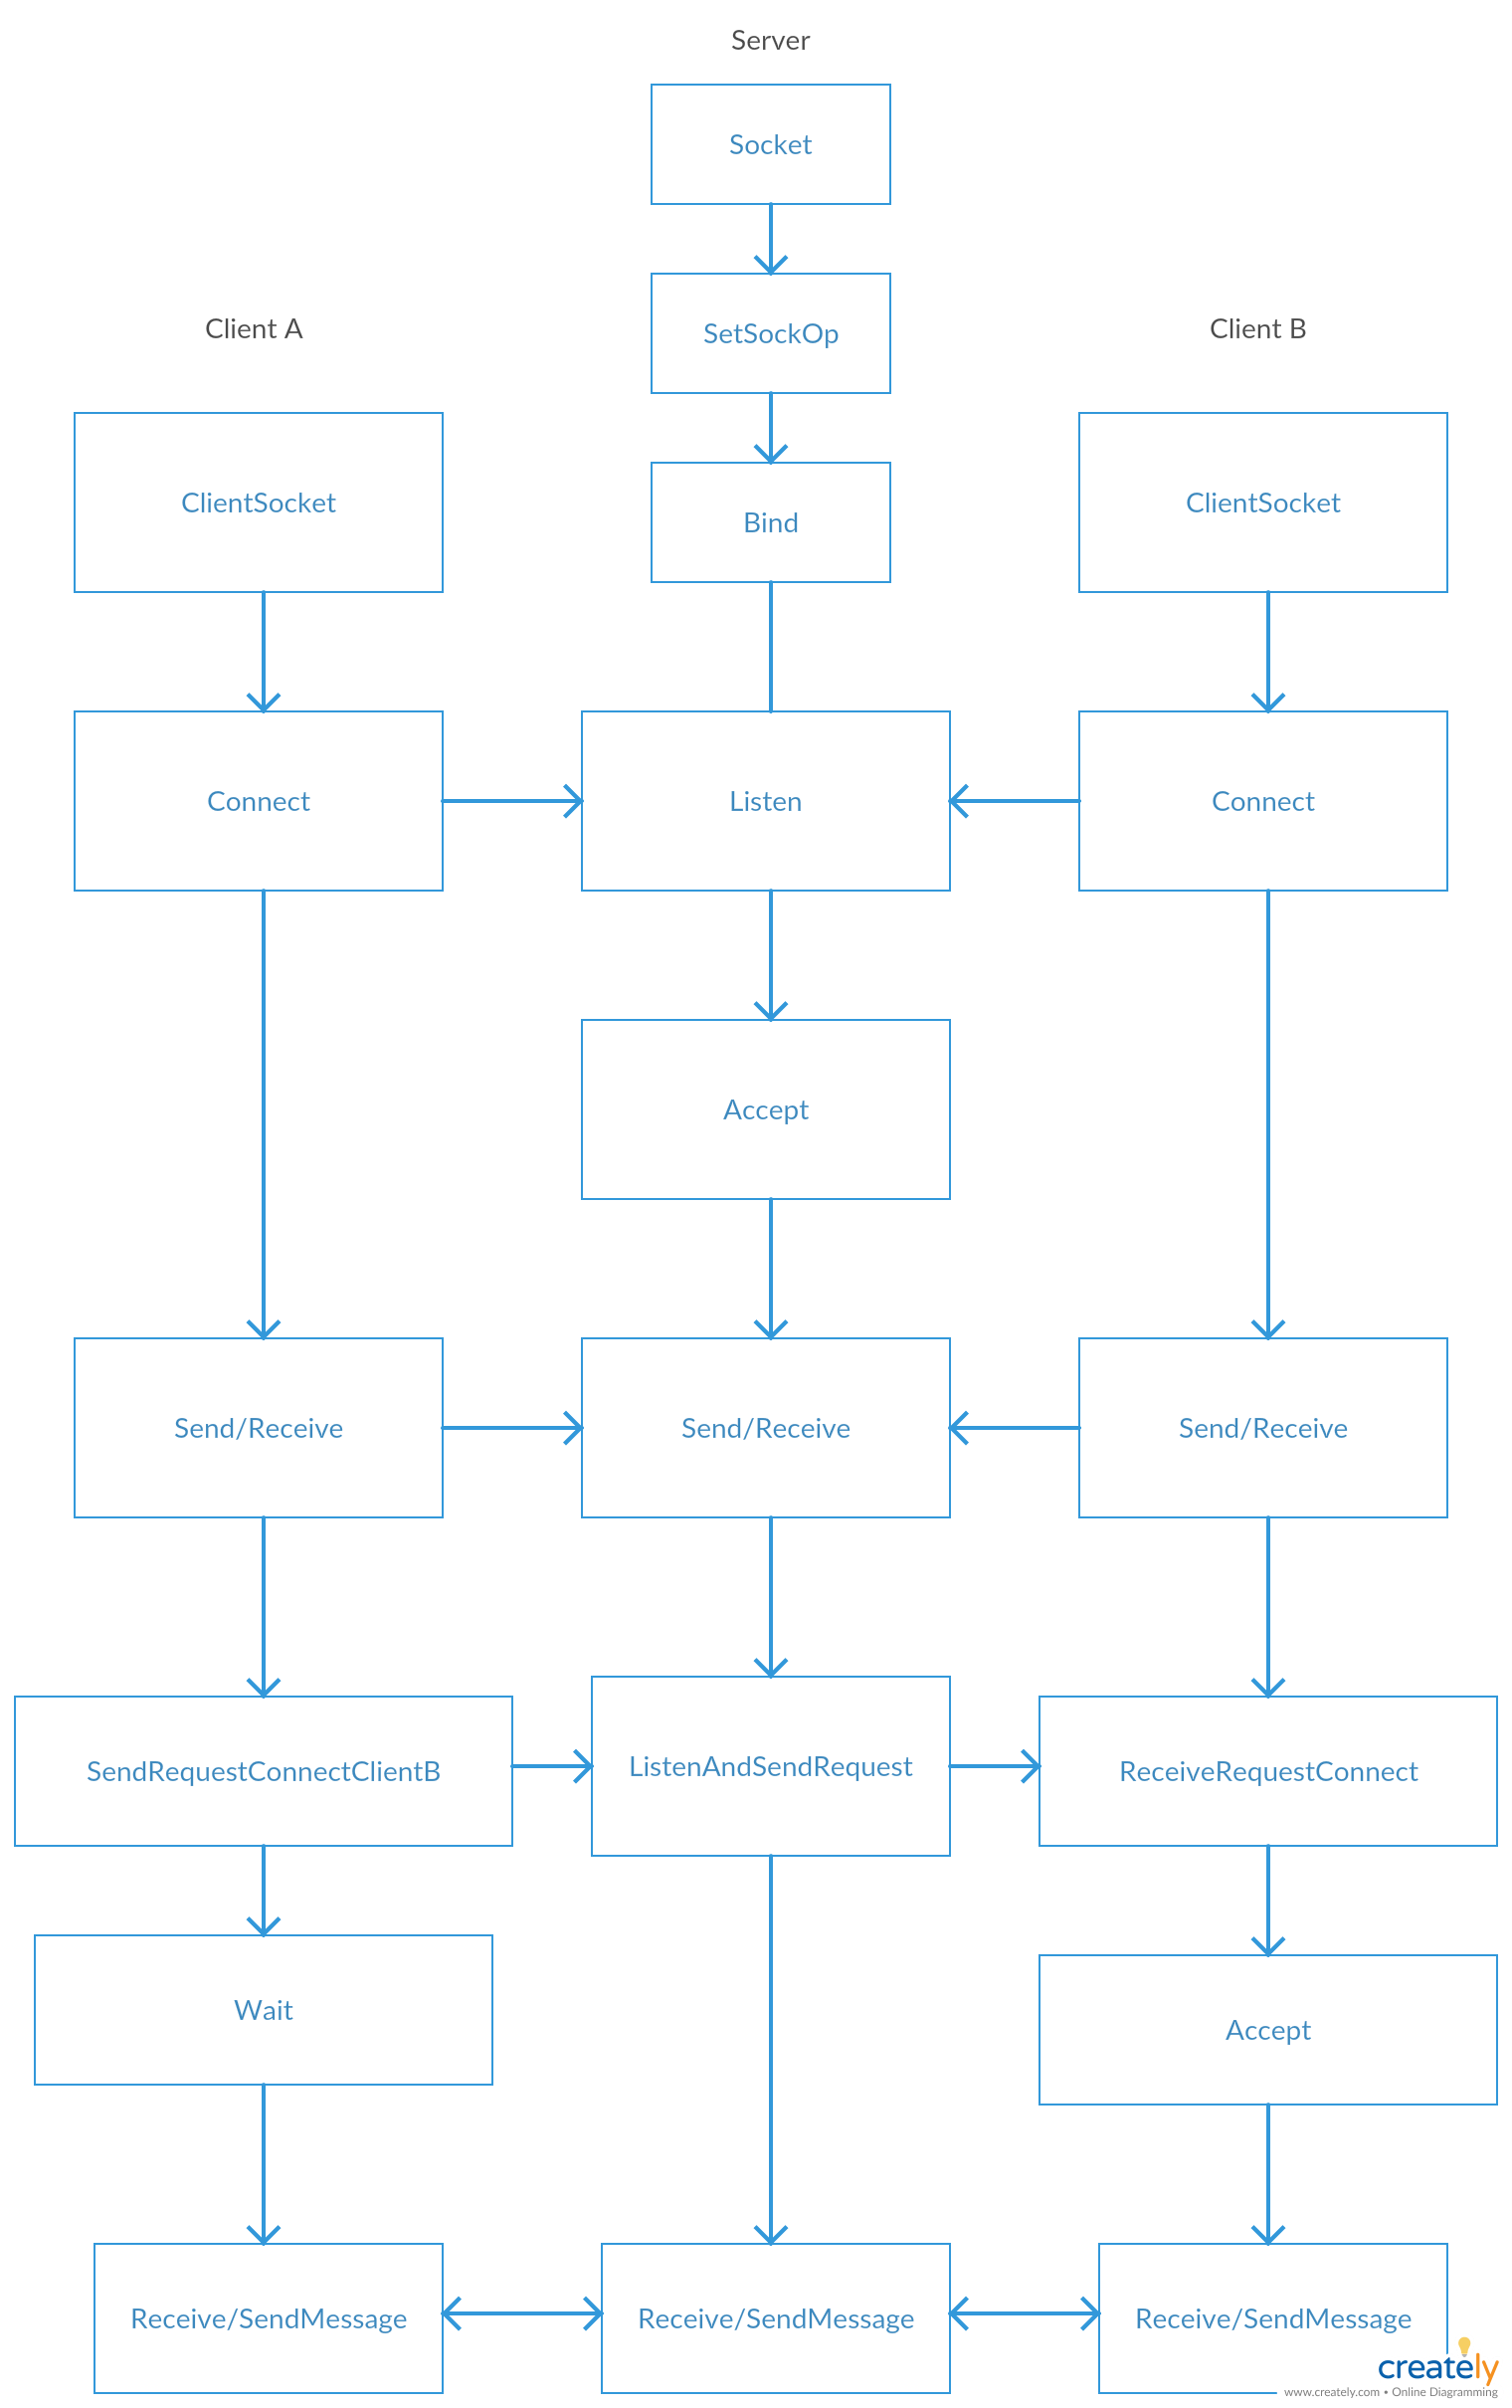 Server
Socket
SetSockOp
Client A
Client B
ClientSocket
Bind
ClientSocket
Connect
Listen
Connect
Accept
Send/Receive
Send/Receive
Send/Receive
SendRequestConnectClientB
ListenAndSendRequest
ReceiveRequestConnect
Wait
Accept
Receive/SendMessage
Receive/SendMessage
Receive/SendMessage
creately
www.creately.com • Online Diagramming